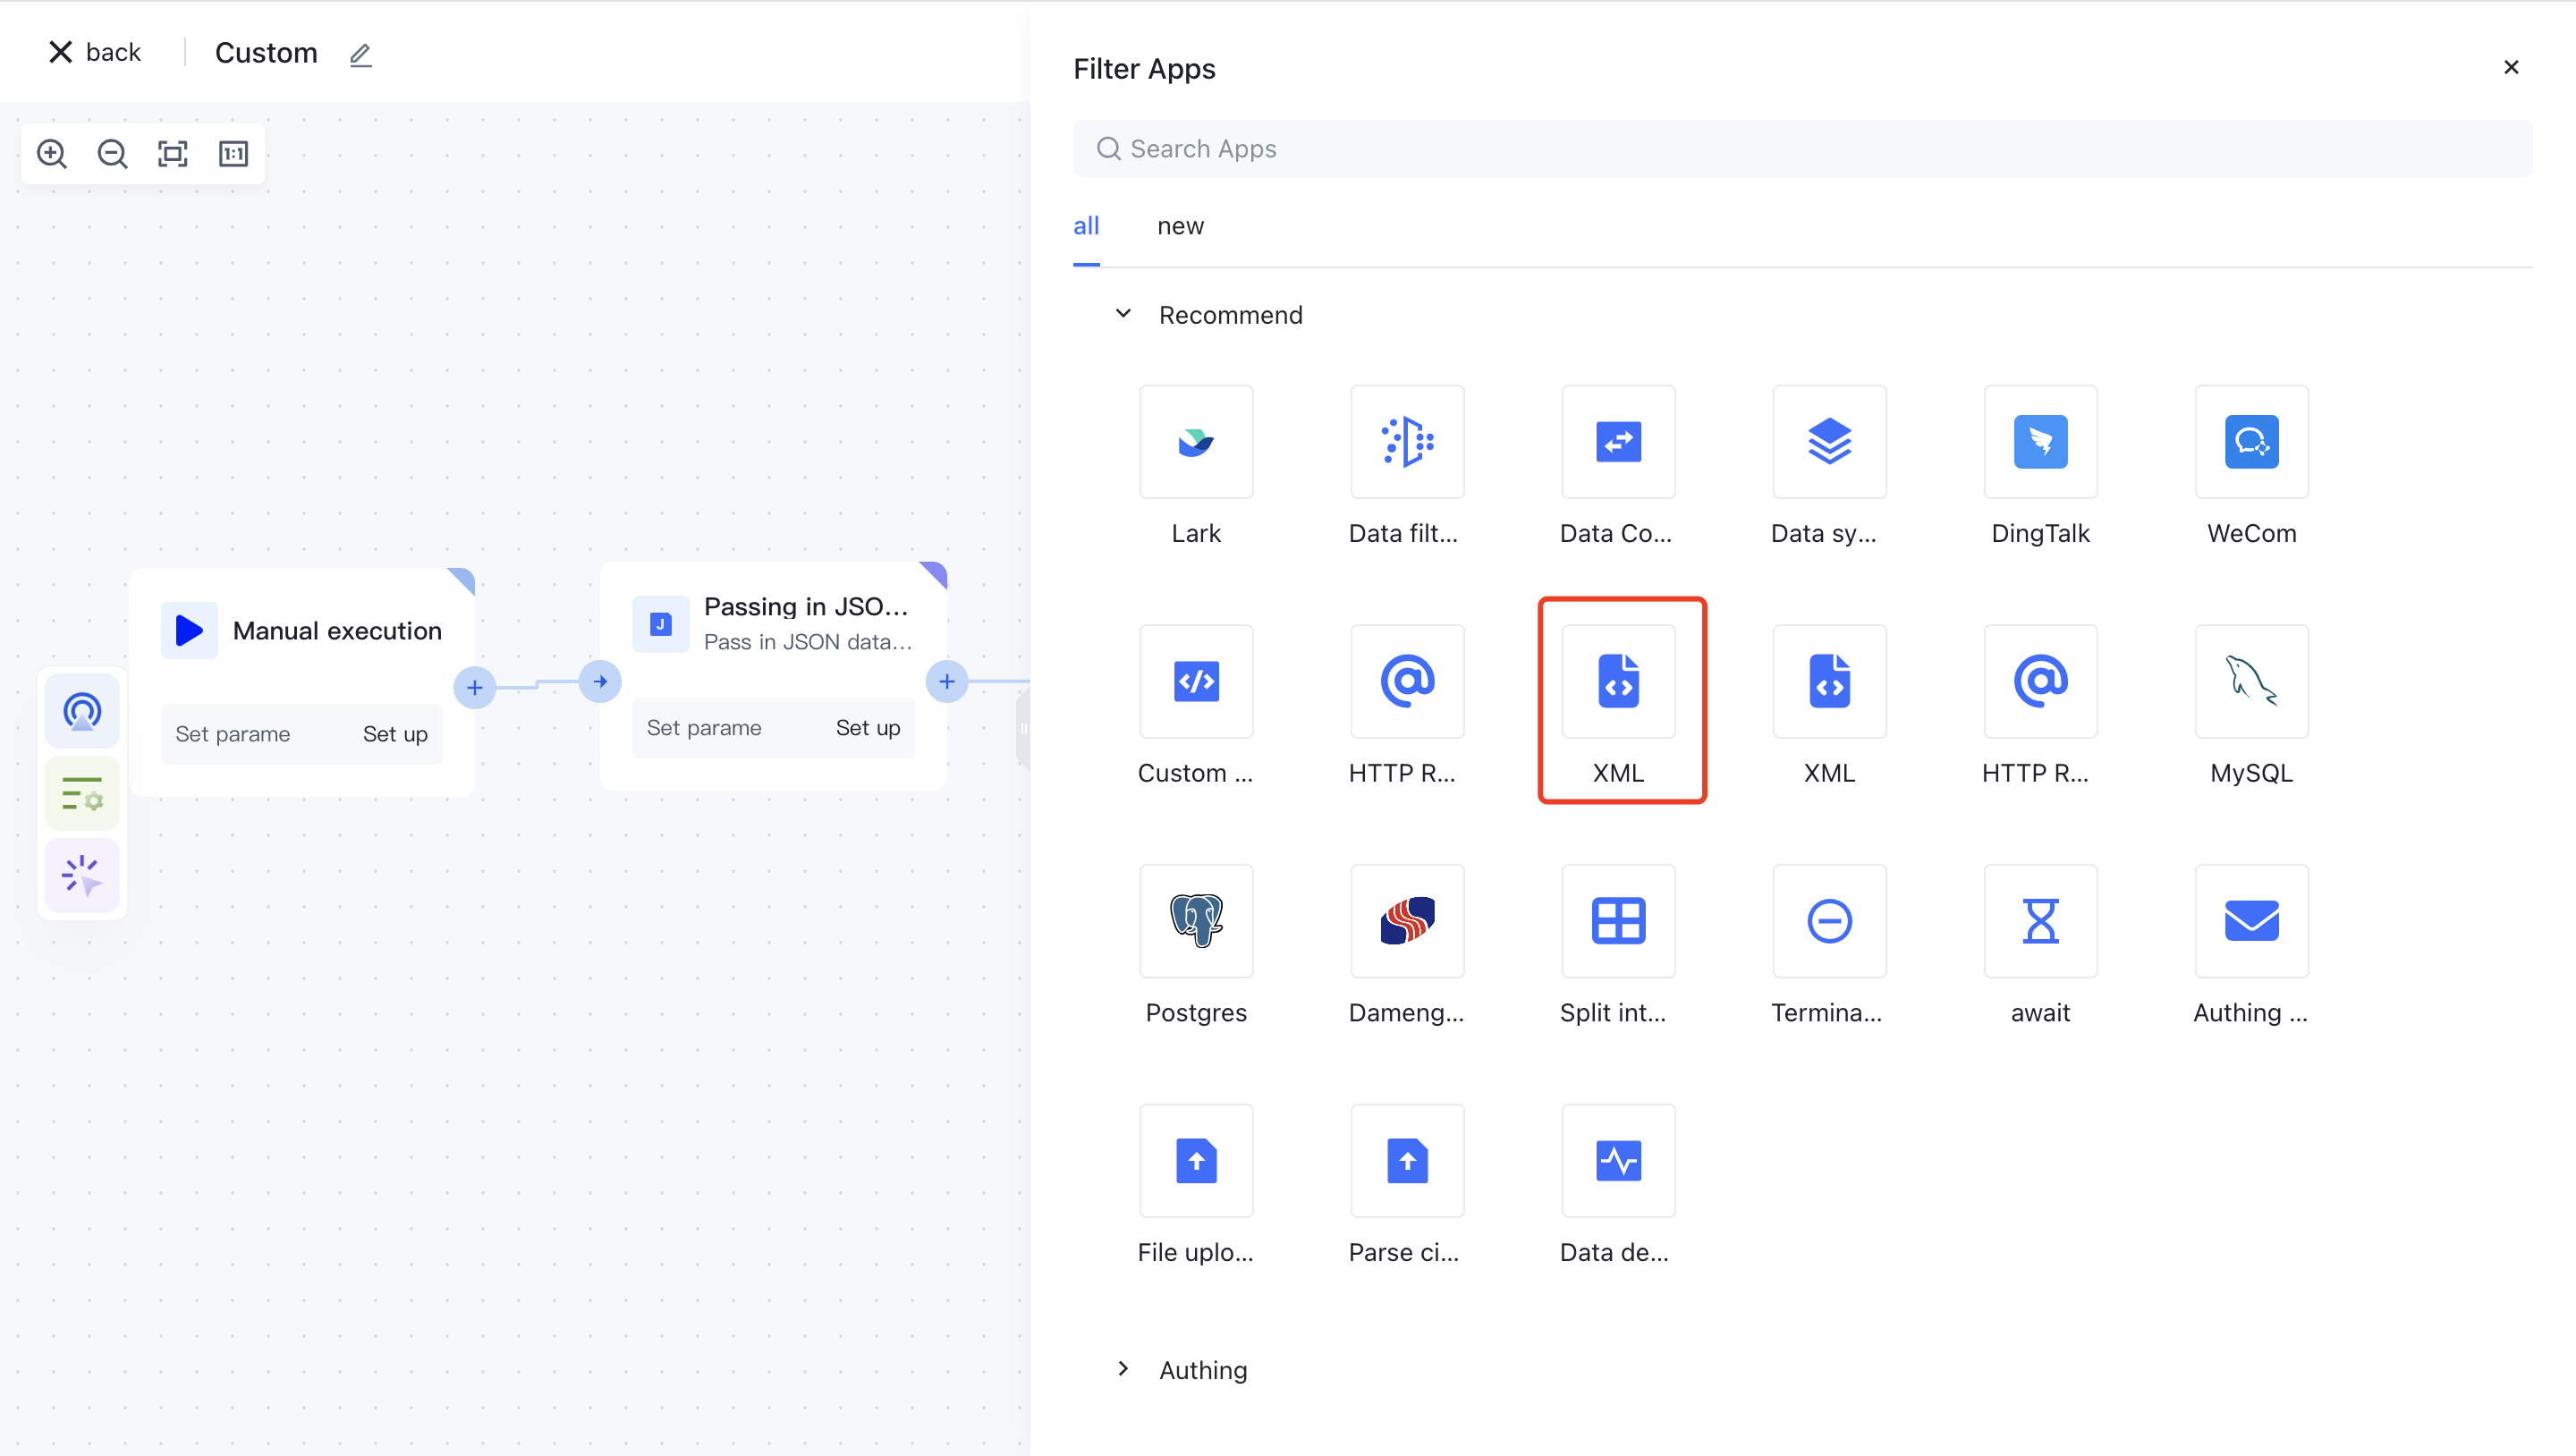 back
Custom
1:1
Manual execution
Set parame
Set up
J
Passing in JSO...
Pass in JSON data...
Set parame
Set up
Filter Apps
Search Apps
all
new
Recommend
Lark
Data filt...
Data Co...
Data sy...
DingTalk
WeCom
Custom ...
HTTP R...
XML
XML
HTTP R...
MySQL
Postgres
Dameng...
Split int...
Termina...
await
Authing ...
File uplo...
Parse ci...
Data de...
Authing